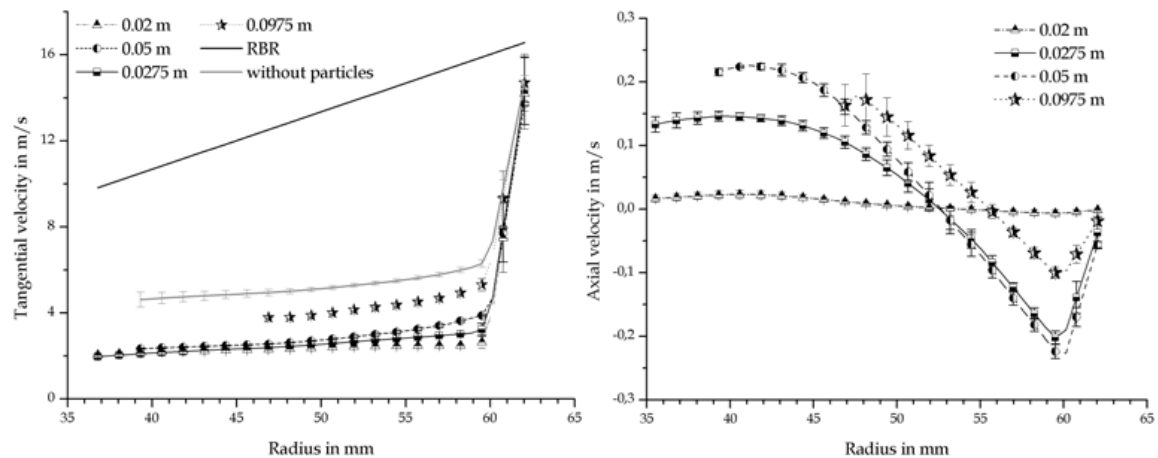 0.02 m
0.05 m
0.0275 m
0.0975 m
RBR
without particles
Tangential velocity in m/s
16
12
8
4
0
35 40 45 50 55 60 65
Radius in mm
0.02 m
0.0275 m
0.05 m
0.0975 m
Axial velocity in m/s
0,3
0,2
0,1
0,0
-0,1
-0,2
-0,3
35 40 45 50 55 60 65
Radius in mm